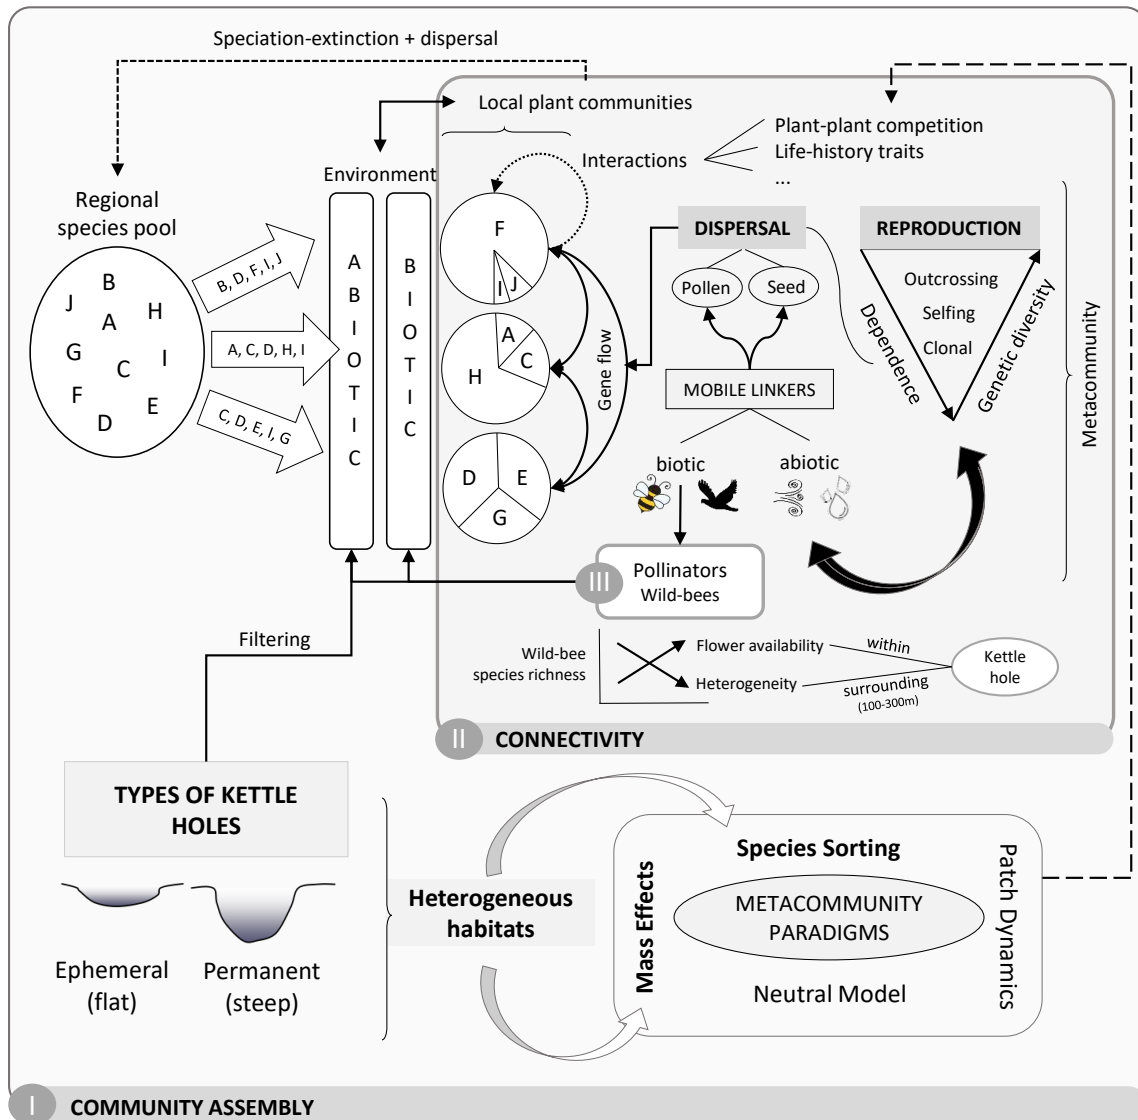 Speciation-extinction + dispersal
Local plant communities
Plant-plant competition
Life-history traits
...
Interactions
Environment
Regional
species pool
B
J
H
A
G
I
C
F
E
D
B, D, F, I, J
A, C, D, H, I
C, D, E, I, G
ABIOTIC
BIOTIC
F
I
J
A
C
H
D
E
G
Gene flow
DISPERSAL
Pollen
Seed
MOBILE LINKERS
biotic
abiotic
REPRODUCTION
Outcrossing
Selfing
Clonal
Dependence
Genetic diversity
Metacommunity
III
Pollinators
Wild-bees
Filtering
Wild-bee
species richness
Flower availability
Heterogeneity
within
surrounding
(100-300m)
Kettle
hole
II
CONNECTIVITY
TYPES OF KETTLE
HOLES
Ephemeral
(flat)
Permanent
(steep)
Heterogeneous
habitats
Species Sorting
Mass Effects
METACOMMUNITY
PARADIGMS
Patch Dynamics
Neutral Model
I
COMMUNITY ASSEMBLY